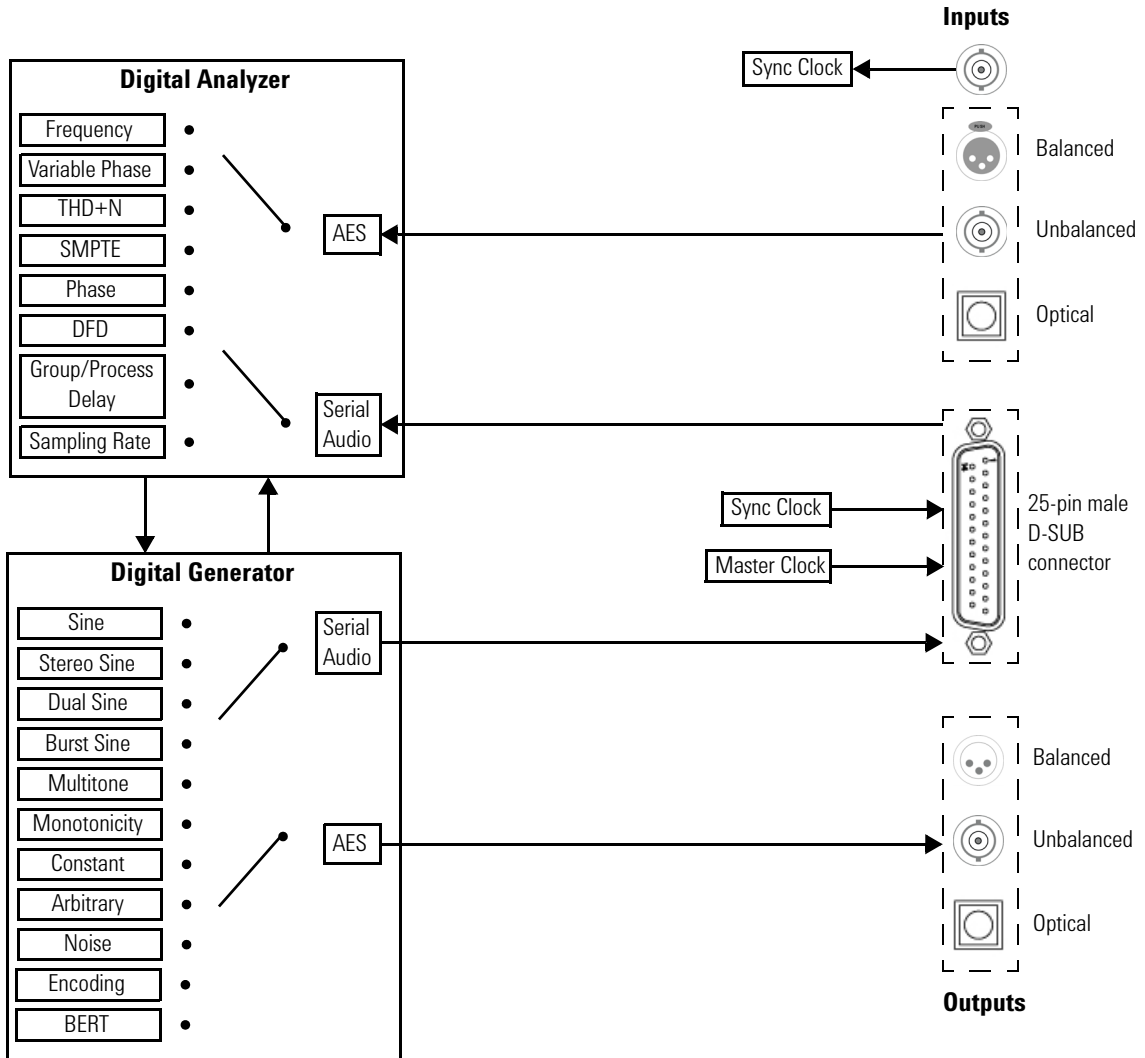 Inputs
Sync Clock
Digital Analyzer
Frequency
Variable Phase
THD+N
SMPTE
Phase
DFD
Group/Process
Delay
Sampling Rate
AES
Serial
Audio
Balanced
Unbalanced
Optical
Sync Clock
Master Clock
25-pin male
D-SUB
connector
Digital Generator
Sine
Stereo Sine
Dual Sine
Burst Sine
Multitone
Monotonicity
Constant
Arbitrary
Noise
Encoding
BERT
Serial
Audio
AES
Balanced
Unbalanced
Optical
Outputs